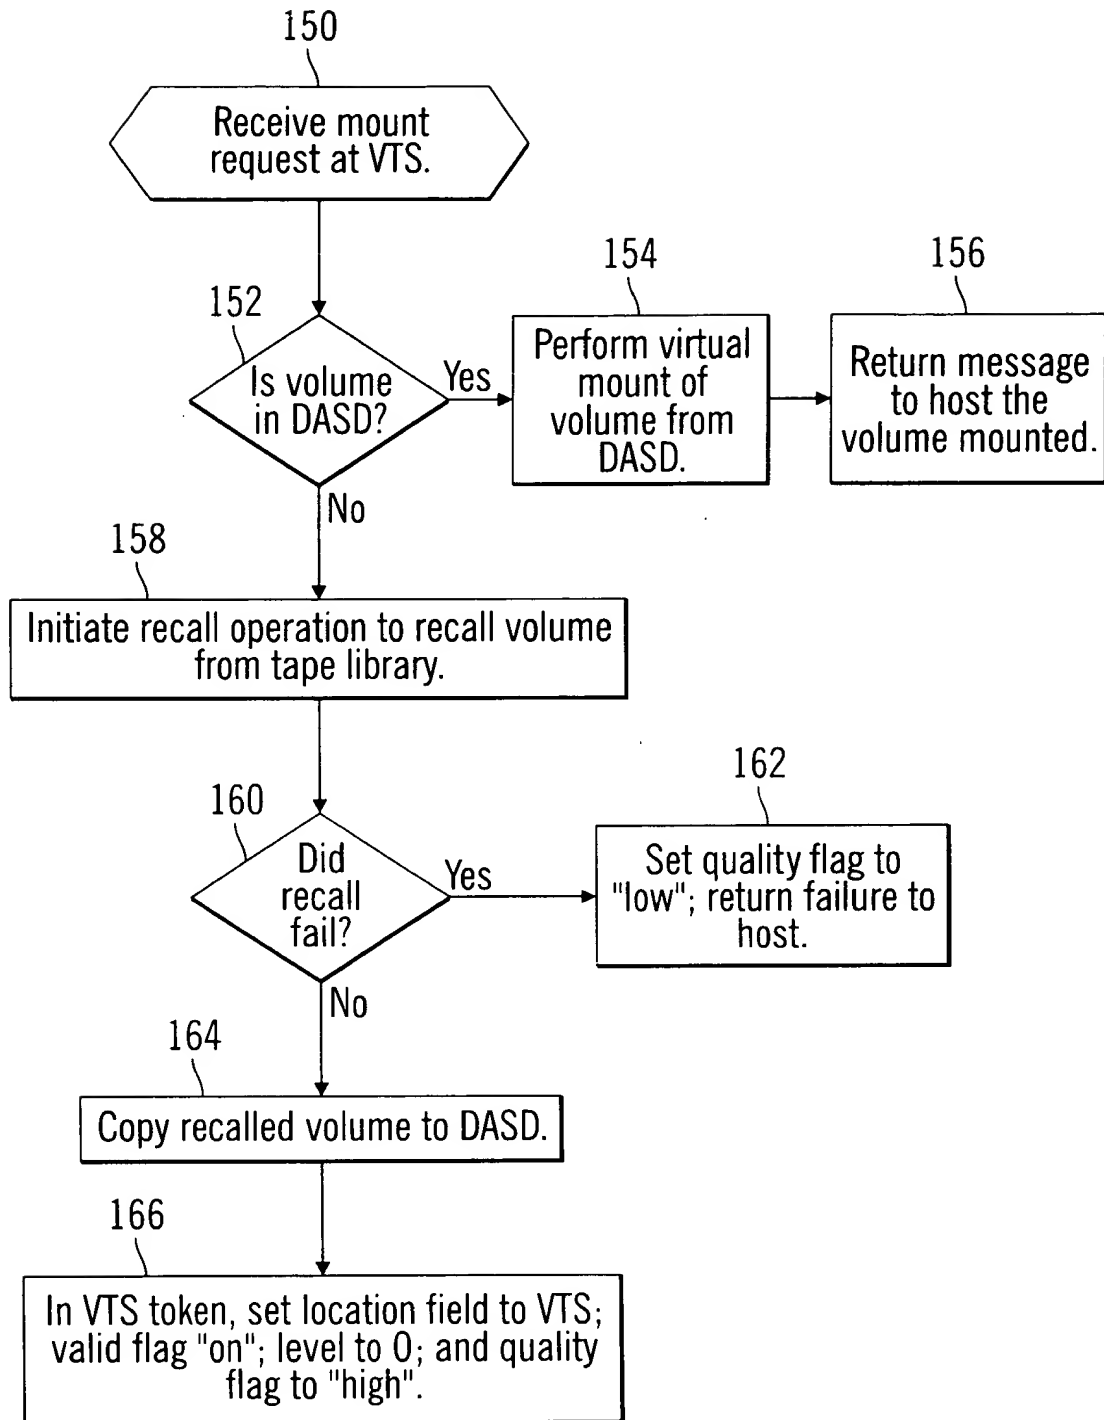 150
Receive mount
request at VTS.
152
Is volume
in DASD?
Yes
154
Perform virtual
mount of
volume from
DASD.
156
Return message
to host the
volume mounted.
No
158
Initiate recall operation to recall volume
from tape library.
160
Did
recall
fail?
Yes
162
Set quality flag to
"low"; return failure to
host.
No
164
Copy recalled volume to DASD.
166
In VTS token, set location field to VTS;
valid flag "on"; level to 0; and quality
flag to "high".